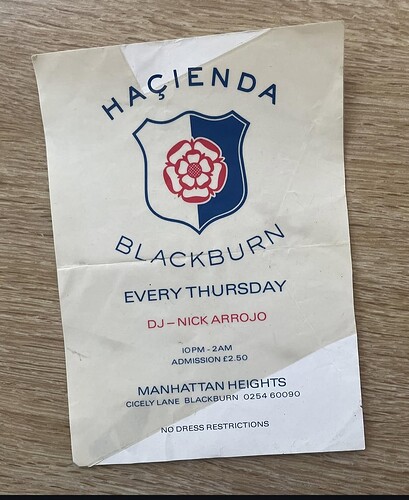 HAÇIENDA
BLACKBURN
EVERY THURSDAY
DJ – NICK ARROJO
10PM - 2AM
ADMISSION £2.50
MANHATTAN HEIGHTS
CICELY LANE BLACKBURN 0254 60090
NO DRESS RESTRICTIONS